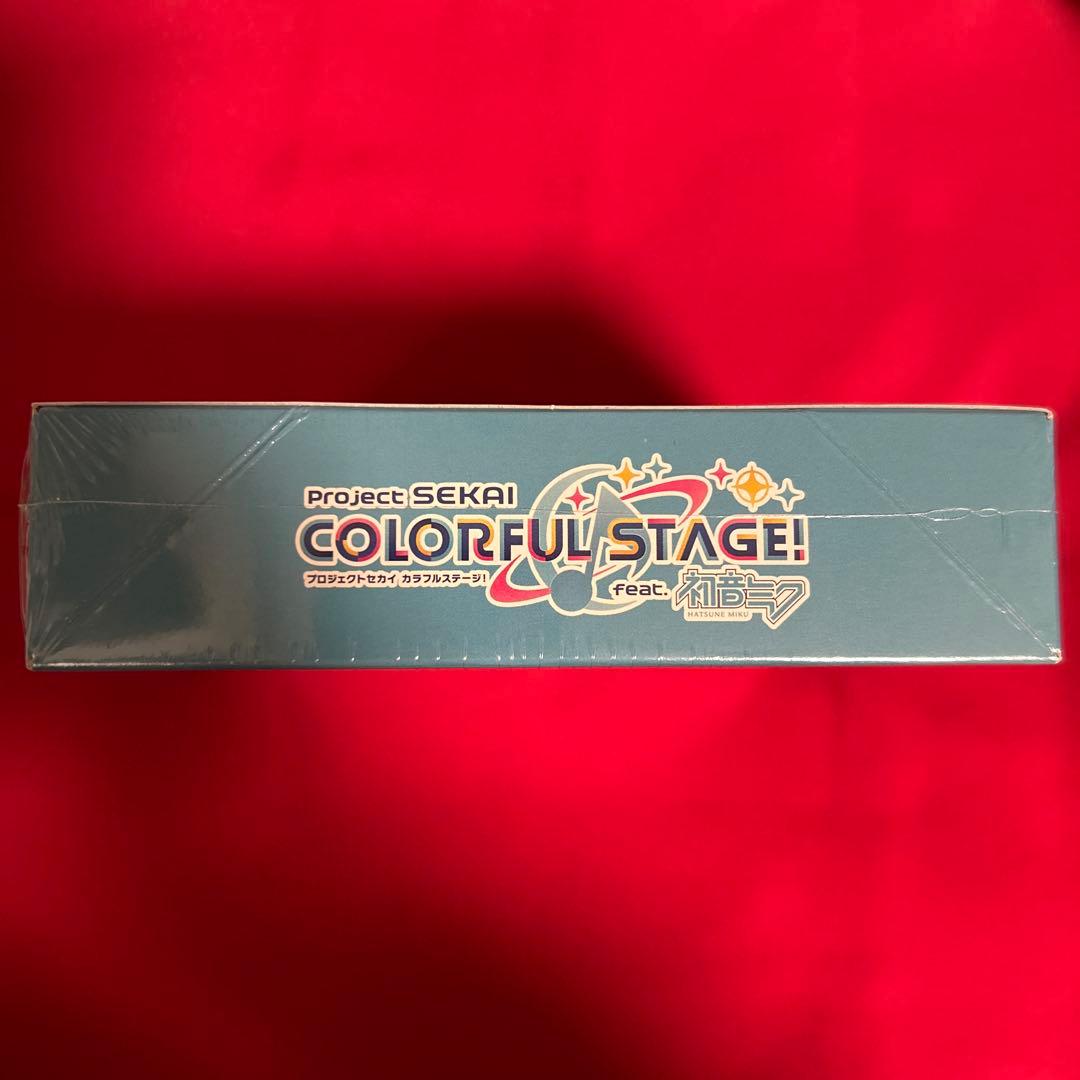 Project SEKAI
COLORFUL STAGE!
プロジェクトセカイ カラフルステージ!
feat. 初音ミク
HATSUNE MIKU